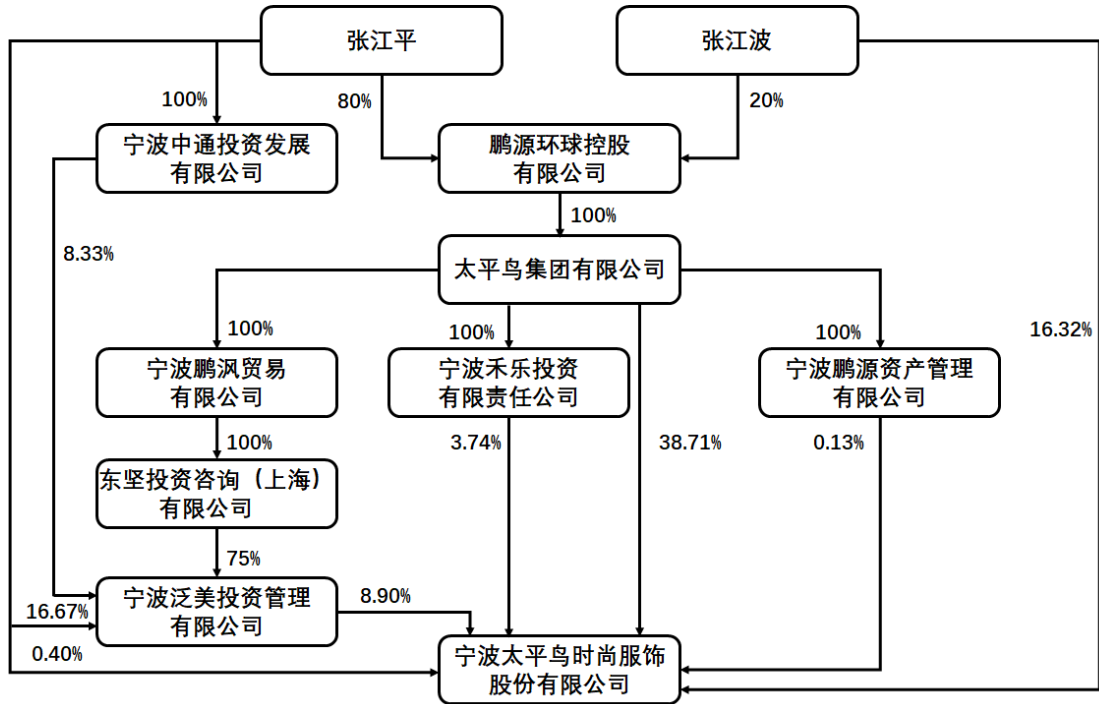 张江平
张江波
100%
80%
20%
宁波中通投资发展
有限公司
鹏源环球控股
有限公司
100%
8.33%
太平鸟集团有限公司
100%
100%
100%
16.32%
宁波鹏沨贸易
有限公司
宁波禾乐投资
有限责任公司
宁波鹏源资产管理
有限公司
100%
3.74%
38.71%
0.13%
东坚投资咨询（上海）
有限公司
75%
宁波泛美投资管理
有限公司
8.90%
16.67%
0.40%
宁波太平鸟时尚服饰
股份有限公司